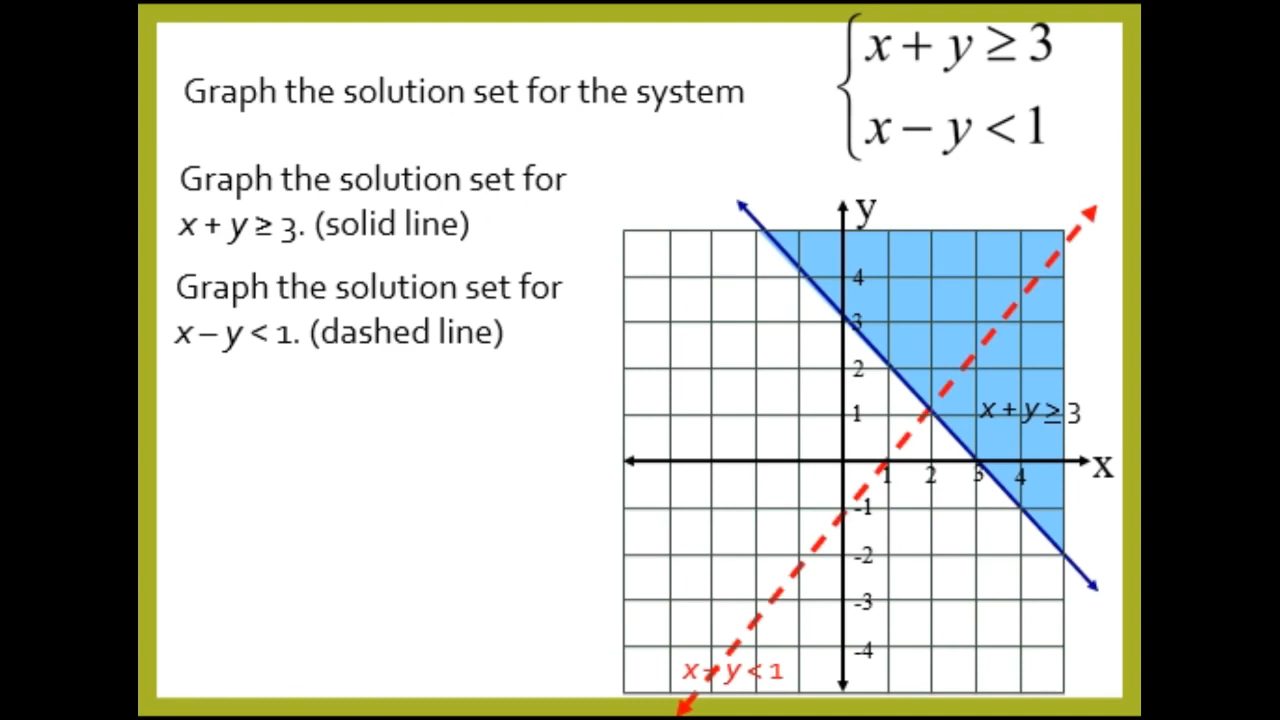 x + y ≥ 3
Graph the solution set for the system
x − y < 1
Graph the solution set for
x + y ≥ 3. (solid line)
Graph the solution set for
x – y < 1. (dashed line)
y
4
3
2
1
x + y ≥ 3
x
1 2 3 4
-1
-2
-3
-4
x – y < 1